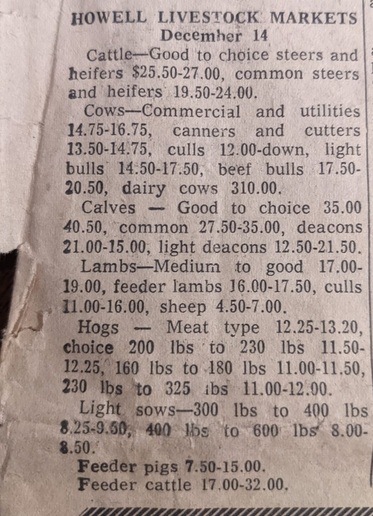 HOWELL LIVESTOCK MARKETS
December 14
Cattle—Good to choice steers and
heifers $25.50-27.00, common steers
and heifers 19.50-24.00.
Cows—Commercial and utilities
14.75-16.75, canners and cutters
13.50-14.75, culls 12.00-down, light
bulls 14.50-17.50, beef bulls 17.50-
20.50, dairy cows 310.00.
Calves — Good to choice 35.00
40.50, common 27.50-35.00, deacons
21.00-15.00, light deacons 12.50-21.50.
Lambs—Medium to good 17.00-
19.00, feeder lambs 16.00-17.50, culls
11.00-16.00, sheep 4.50-7.00.
Hogs — Meat type 12.25-13.20,
choice 200 lbs to 230 lbs 11.50-
12.25, 160 lbs to 180 lbs 11.00-11.50,
230 lbs to 325 lbs 11.00-12.00.
Light sows—300 lbs to 400 lbs
8.25-9.50, 400 lbs to 600 lbs 8.00-
8.50.
Feeder pigs 7.50-15.00.
Feeder cattle 17.00-32.00.